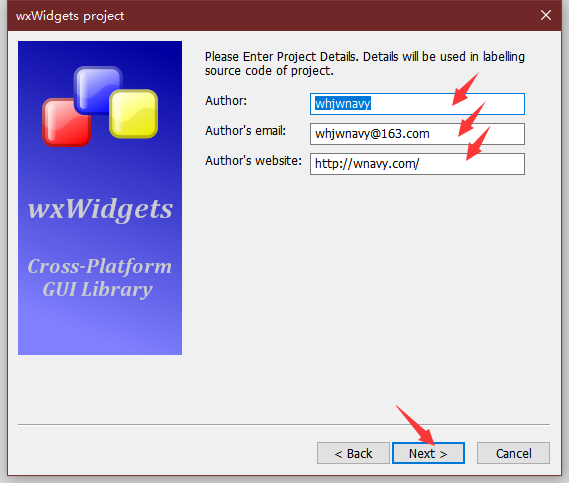 wxWidgets project
Please Enter Project Details. Details will be used in labelling
source code of project.
Author:
whjwnavy
Author's email:
whjwnavy@163.com
Author's website:
http://wnavy.com/
wxWidgets
Cross-Platform
GUI Library
< Back
Next >
Cancel